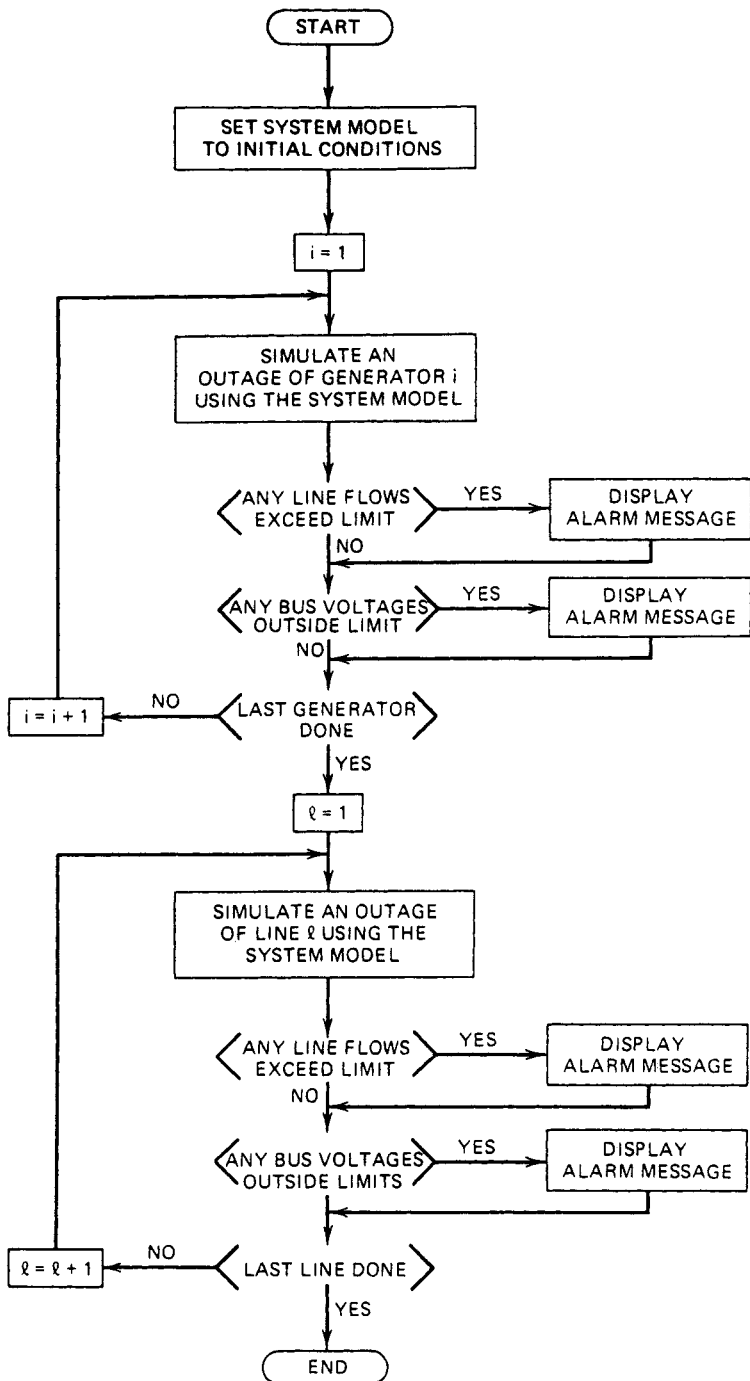 START
SET SYSTEM MODEL
TO INITIAL CONDITIONS
i = 1
SIMULATE AN
OUTAGE OF GENERATOR i
USING THE SYSTEM MODEL
ANY LINE FLOWS
EXCEED LIMIT
YES
DISPLAY
ALARM MESSAGE
NO
ANY BUS VOLTAGES
OUTSIDE LIMIT
YES
DISPLAY
ALARM MESSAGE
NO
LAST GENERATOR
DONE
NO
i = i + 1
YES
ℓ = 1
SIMULATE AN OUTAGE
OF LINE ℓ USING THE
SYSTEM MODEL
ANY LINE FLOWS
EXCEED LIMIT
YES
DISPLAY
ALARM MESSAGE
NO
ANY BUS VOLTAGES
OUTSIDE LIMITS
YES
DISPLAY
ALARM MESSAGE
LAST LINE DONE
NO
ℓ = ℓ + 1
YES
END